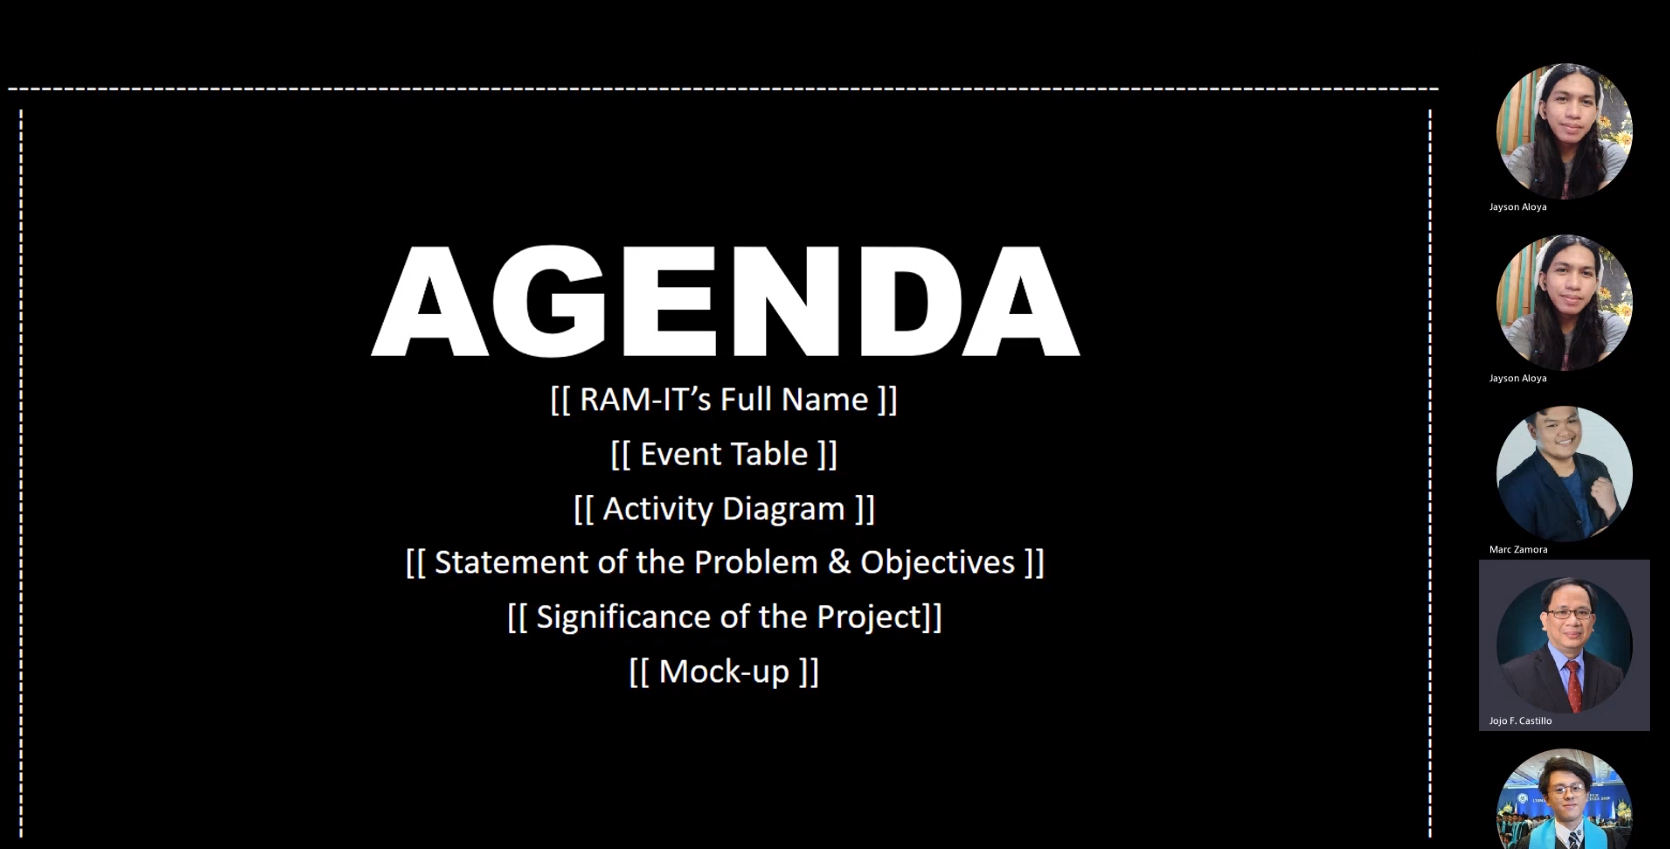 AGENDA
[[ RAM-IT’s Full Name ]]
[[ Event Table ]]
[[ Activity Diagram ]]
[[ Statement of the Problem & Objectives ]]
[[ Significance of the Project]]
[[ Mock-up ]]
Jayson Aloya
Jayson Aloya
Marc Zamora
Jojo F. Castillo